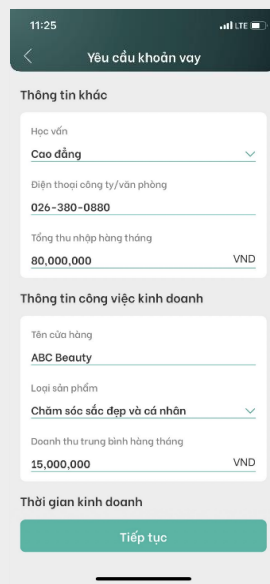 11:25
LTE
Yêu cầu khoản vay
Thông tin khác
Học vấn
Cao đẳng
Điện thoại công ty/văn phòng
026-380-0880
Tổng thu nhập hàng tháng
80,000,000 VND
Thông tin công việc kinh doanh
Tên cửa hàng
ABC Beauty
Loại sản phẩm
Chăm sóc sắc đẹp và cá nhân
Doanh thu trung bình hàng tháng
15,000,000 VND
Thời gian kinh doanh
Tiếp tục